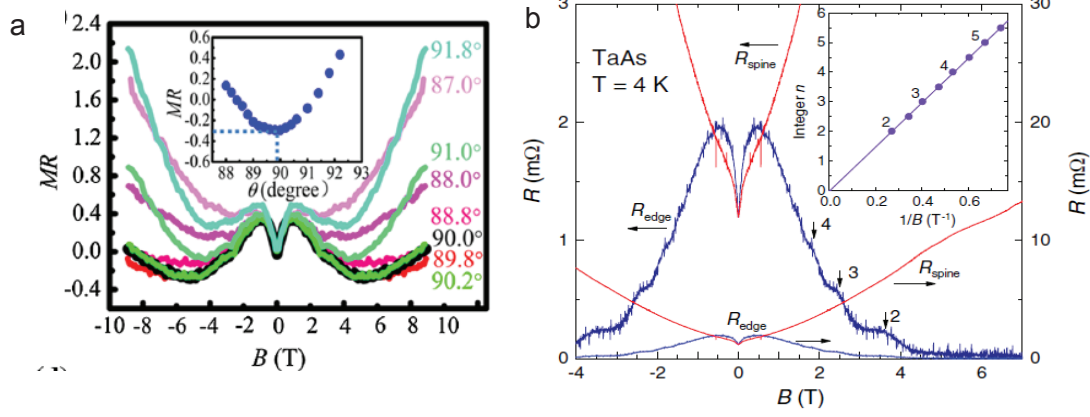 a
2.4
2.0
1.6
1.2
0.8
0.4
0.0
-0.4
MR
-10 -8 -6 -4 -2 0 2 4 6 8 10
B (T)
0.6
0.4
0.2
0.0
-0.2
-0.4
-0.6
MR
88 89 90 91 92 93
θ (degree)
91.8°
87.0°
91.0°
88.0°
88.8°
90.0°
89.8°
90.2°
b
3
2
1
0
R (mΩ)
TaAs
T = 4 K
R_spine
R_edge
R_edge
R_spine
4
3
2
-4 -2 0 2 4 6
B (T)
30
20
10
0
R (mΩ)
6
5
4
3
2
1
0
Integer n
2
3
4
5
0.0 0.2 0.4 0.6
1/B (T⁻¹)